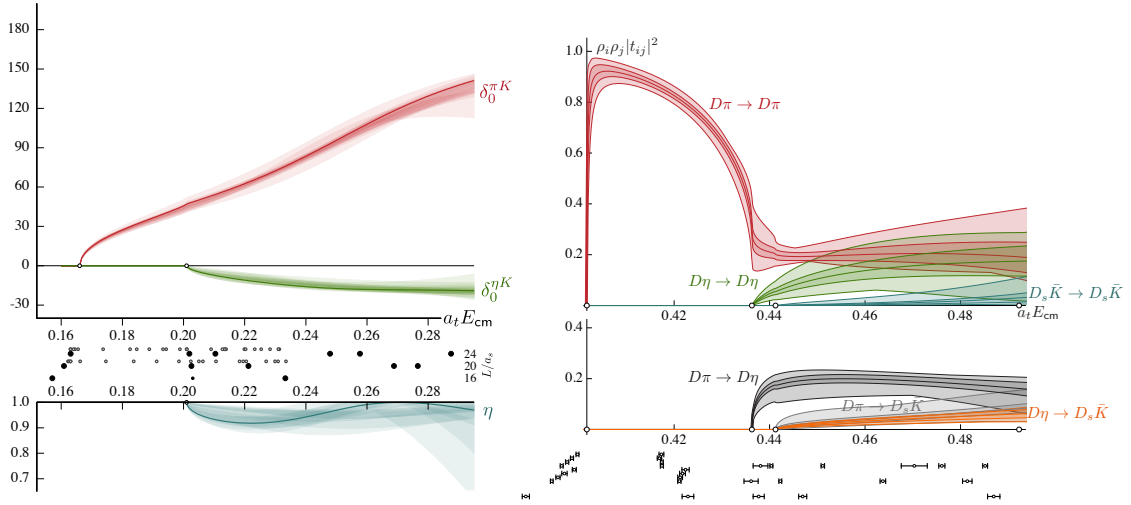 180
150
120
90
60
30
0
-30
δ₀^{πK}
δ₀^{ηK}
a_t E_cm
0.16 0.18 0.20 0.22 0.24 0.26 0.28
24
20
16
L/a_s
0.16 0.18 0.20 0.22 0.24 0.26 0.28
1.0
0.9
0.8
0.7
η
ρ_i ρ_j |t_{ij}|²
1.0
0.8
0.6
0.4
0.2
Dπ → Dπ
Dη → Dη
D_s K̄ → D_s K̄
0.42 0.44 0.46 0.48
a_t E_cm
0.4
0.2
Dπ → Dη
Dπ → D_s K̄
Dη → D_s K̄
0.42 0.44 0.46 0.48